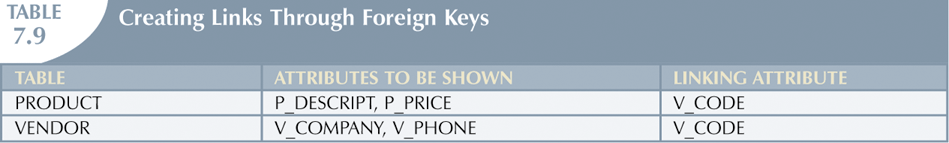 TABLE
7.9
Creating Links Through Foreign Keys
TABLE ATTRIBUTES TO BE SHOWN LINKING ATTRIBUTE
PRODUCT P_DESCRIPT, P_PRICE V_CODE
VENDOR V_COMPANY, V_PHONE V_CODE